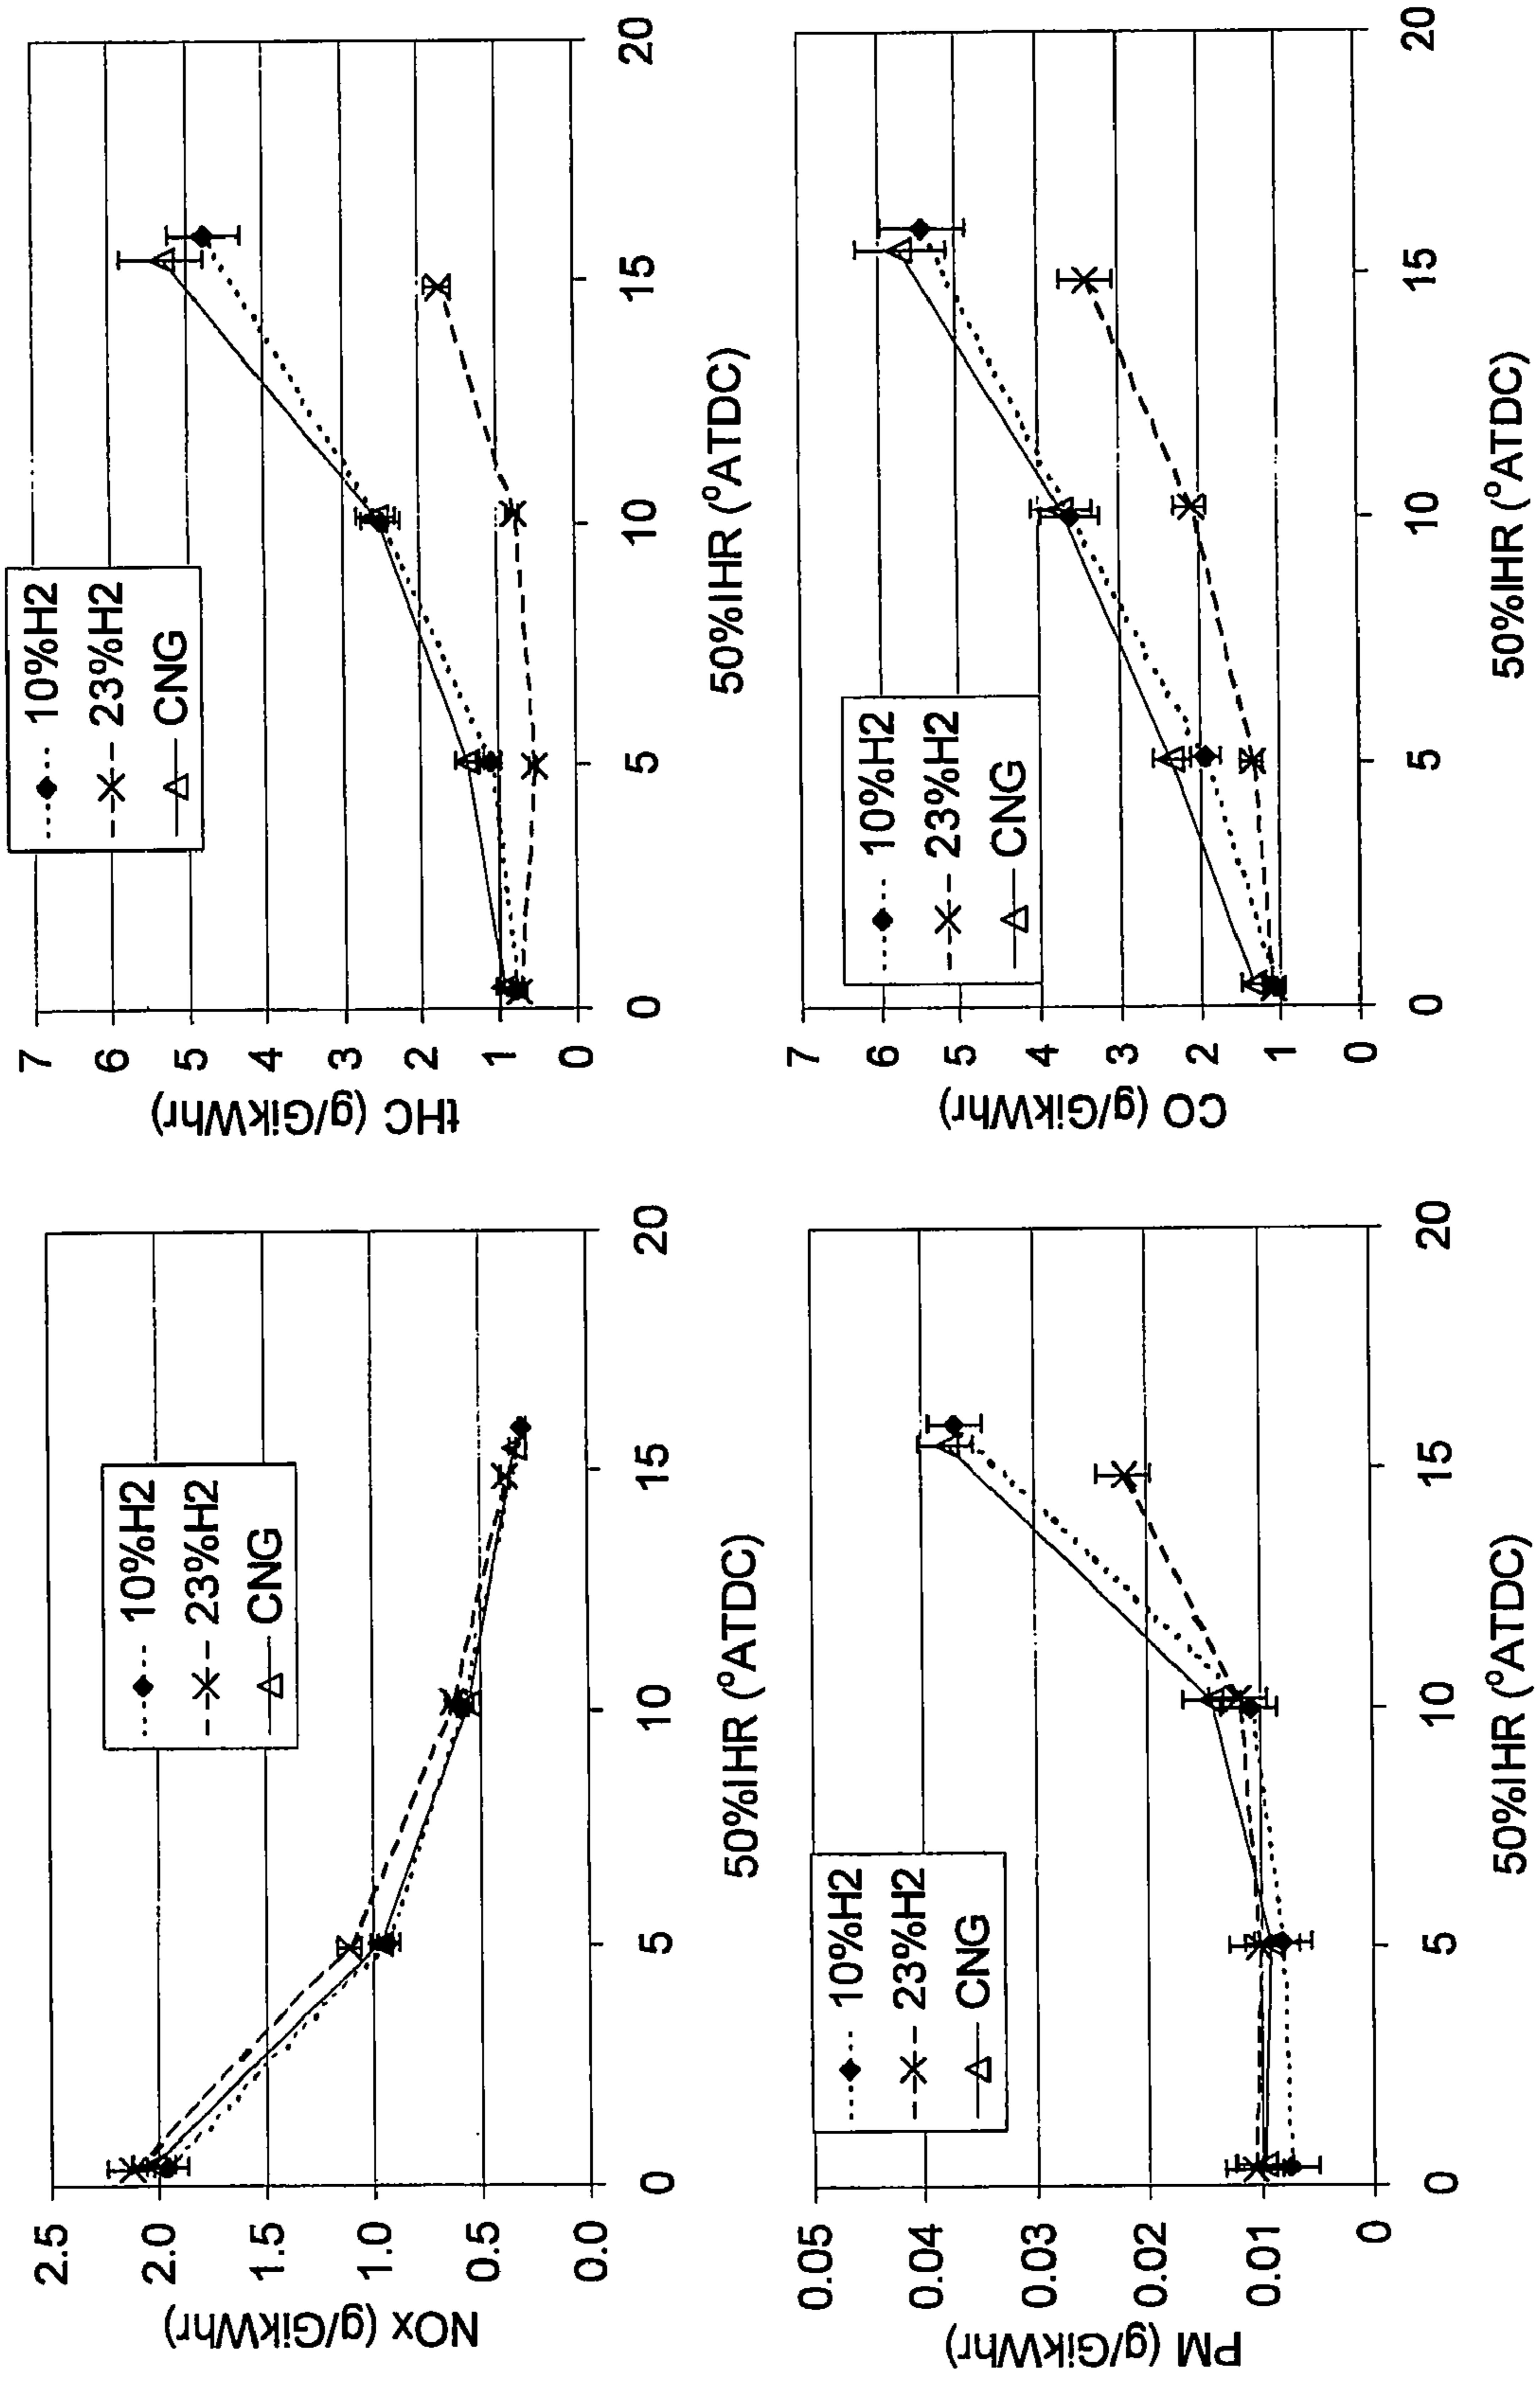 NOx (g/GikWhr)
2.5
2.0
1.5
1.0
0.5
0.0
10%H2
23%H2
CNG
0 5 10 15 20
50%IHR (ºATDC)
tHC (g/GikWhr)
7
6
5
4
3
2
1
0
10%H2
23%H2
CNG
0 5 10 15 20
50%IHR (ºATDC)
PM (g/GikWhr)
0.05
0.04
0.03
0.02
0.01
0
10%H2
23%H2
CNG
0 5 10 15 20
50%IHR (ºATDC)
CO (g/GikWhr)
7
6
5
4
3
2
1
0
10%H2
23%H2
CNG
0 5 10 15 20
50%IHR (ºATDC)